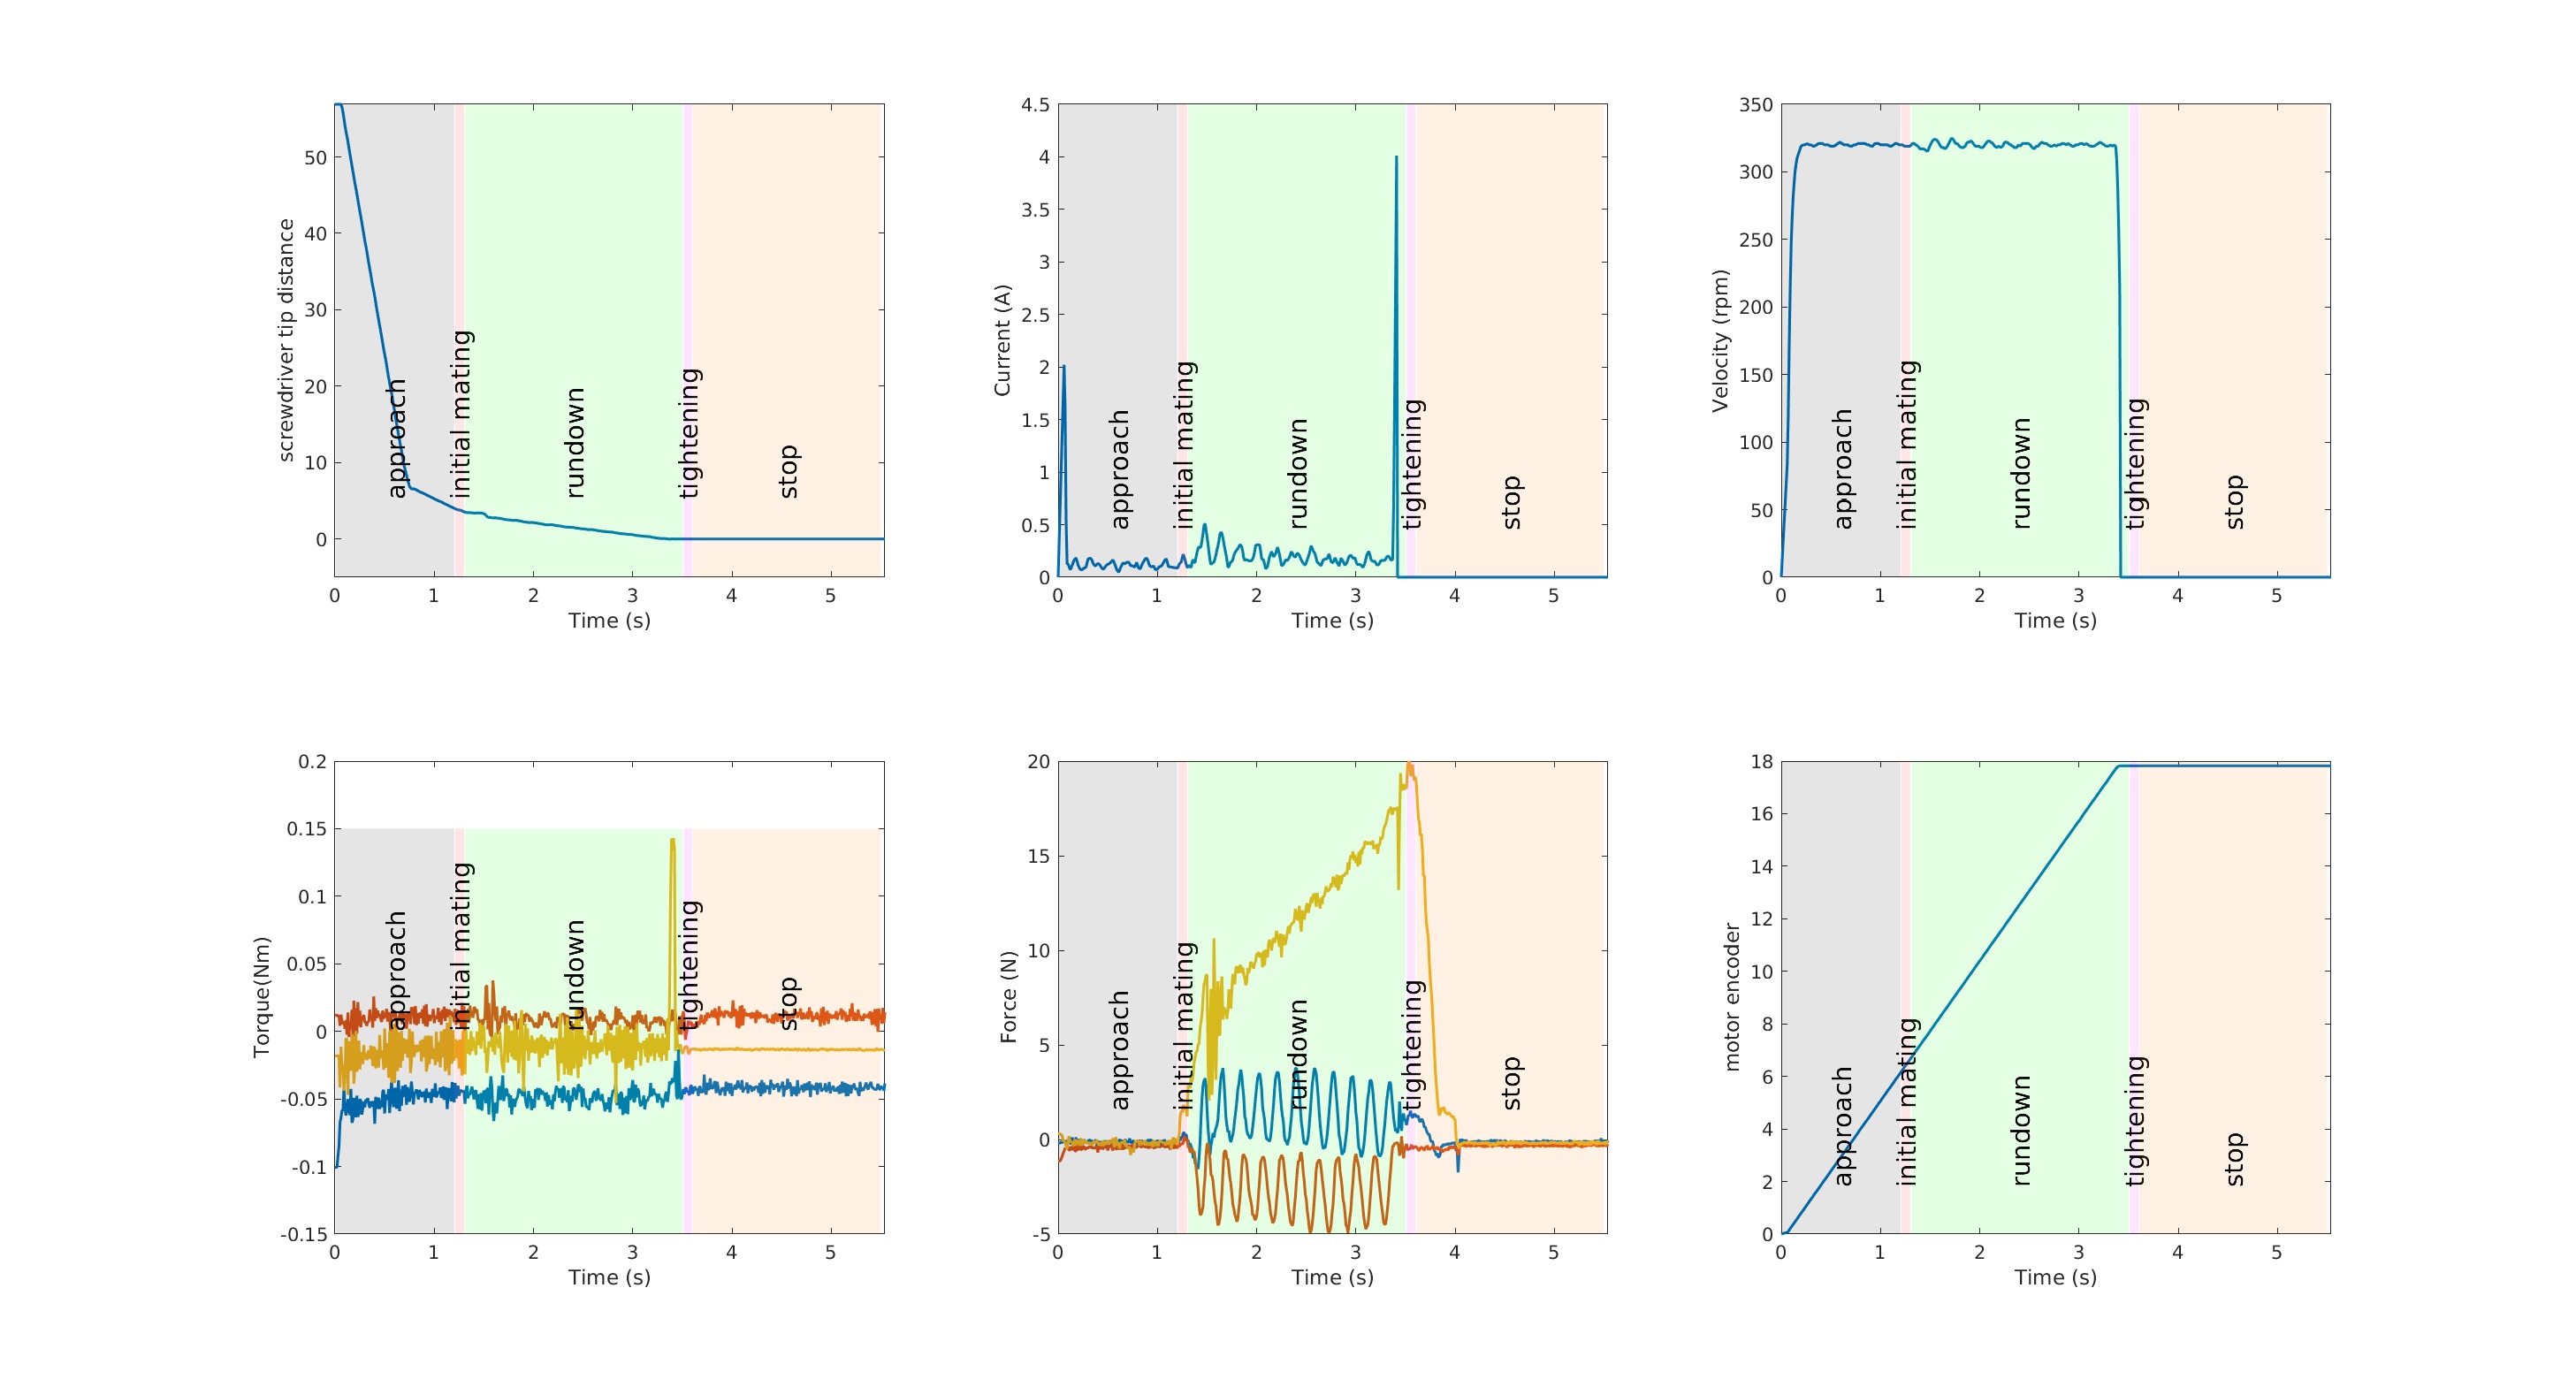 screwdriver tip distance
50
40
30
20
10
0
approach
initial mating
rundown
tightening
stop
0 1 2 3 4 5
Time (s)
Current (A)
4.5
4
3.5
3
2.5
2
1.5
1
0.5
0
approach
initial mating
rundown
tightening
stop
0 1 2 3 4 5
Time (s)
Velocity (rpm)
350
300
250
200
150
100
50
0
approach
initial mating
rundown
tightening
stop
0 1 2 3 4 5
Time (s)
Torque(Nm)
0.2
0.15
0.1
0.05
0
-0.05
-0.1
-0.15
approach
initial mating
rundown
tightening
stop
0 1 2 3 4 5
Time (s)
Force (N)
20
15
10
5
0
-5
approach
initial mating
rundown
tightening
stop
0 1 2 3 4 5
Time (s)
motor encoder
18
16
14
12
10
8
6
4
2
0
approach
initial mating
rundown
tightening
stop
0 1 2 3 4 5
Time (s)